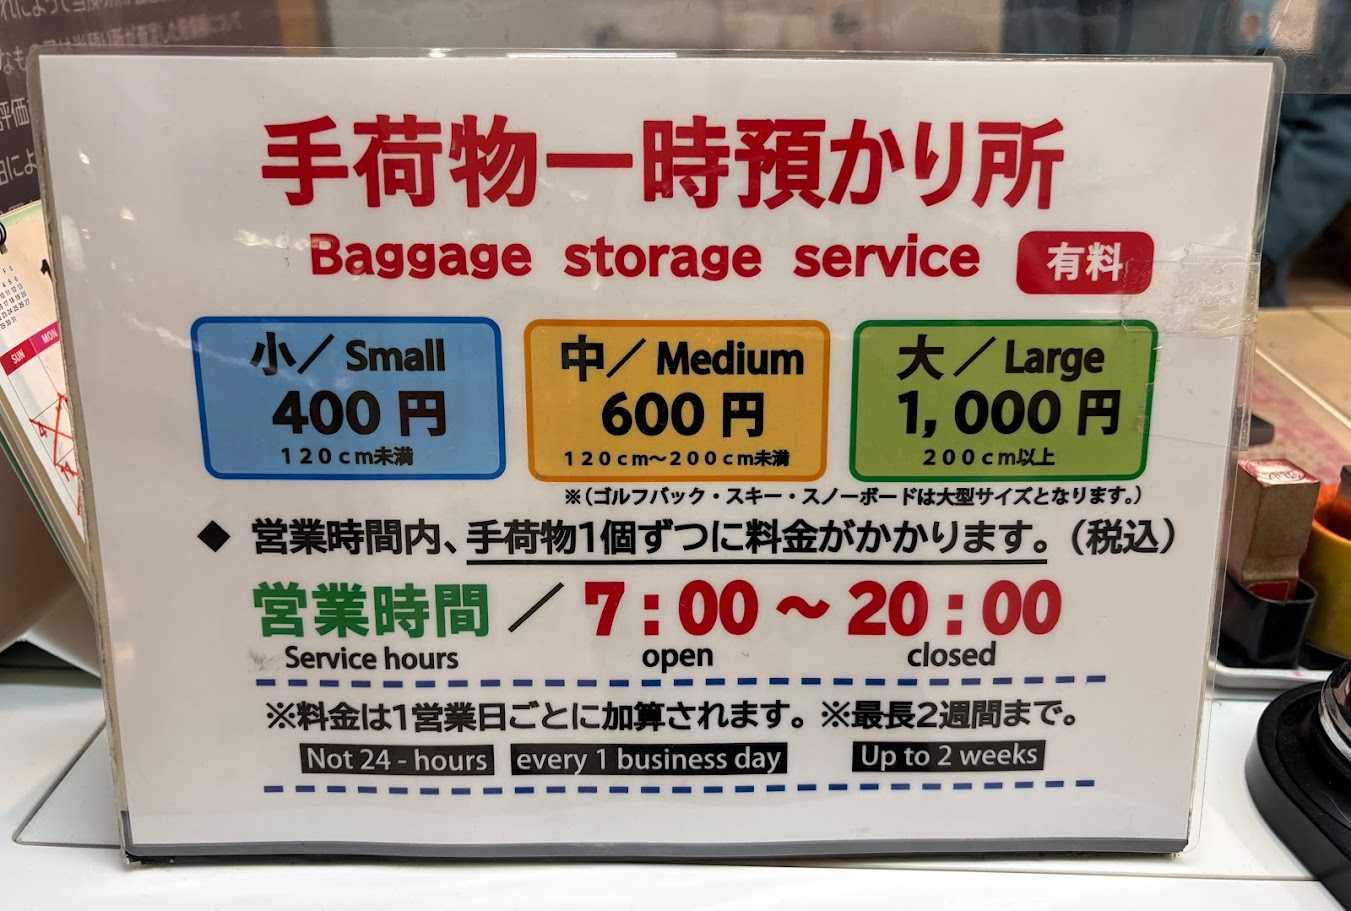 手荷物一時預かり所
Baggage storage service 有料
小／Small
400 円
120cm未満
中／Medium
600 円
120cm～200cm未満
大／Large
1,000 円
200cm以上
※(ゴルフバック・スキー・スノーボードは大型サイズとなります。)
◆ 営業時間内、手荷物1個ずつに料金がかかります。(税込)
営業時間／7:00～20:00
Service hours open closed
※料金は1営業日ごとに加算されます。※最長2週間まで。
Not 24-hours every 1 business day Up to 2 weeks
SUN MON